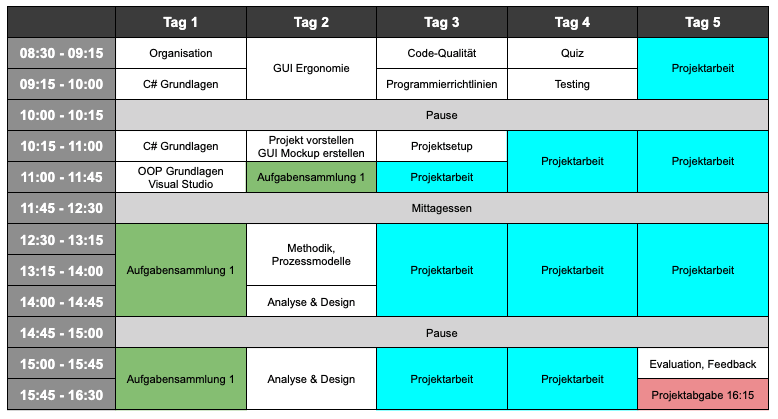 Tag 1 Tag 2 Tag 3 Tag 4 Tag 5
08:30 - 09:15 Organisation GUI Ergonomie Code-Qualität Quiz Projektarbeit
09:15 - 10:00 C# Grundlagen Programmierrichtlinien Testing
10:00 - 10:15 Pause
10:15 - 11:00 C# Grundlagen Projekt vorstellen
GUI Mockup erstellen Projektsetup Projektarbeit Projektarbeit
11:00 - 11:45 OOP Grundlagen
Visual Studio Aufgabensammlung 1 Projektarbeit
11:45 - 12:30 Mittagessen
12:30 - 13:15 Aufgabensammlung 1 Methodik,
Prozessmodelle Projektarbeit Projektarbeit Projektarbeit
13:15 - 14:00
14:00 - 14:45 Analyse & Design
14:45 - 15:00 Pause
15:00 - 15:45 Aufgabensammlung 1 Analyse & Design Projektarbeit Projektarbeit Evaluation, Feedback
15:45 - 16:30 Projektabgabe 16:15